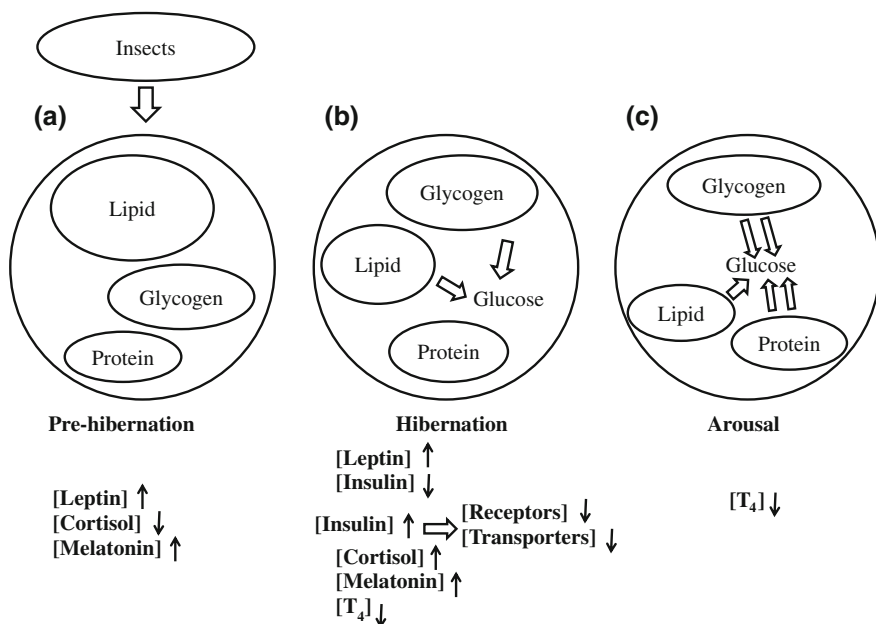 Insects
(a)
Lipid
Glycogen
Protein
Pre-hibernation
[Leptin] ↑
[Cortisol] ↓
[Melatonin] ↑
(b)
Glycogen
Lipid
Glucose
Protein
Hibernation
[Leptin] ↑
[Insulin] ↓
[Insulin] ↑ ⇒ [Receptors] ↓
[Transporters] ↓
[Cortisol] ↑
[Melatonin] ↑
[T₄] ↓
(c)
Glycogen
Glucose
Lipid
Protein
Arousal
[T₄] ↓